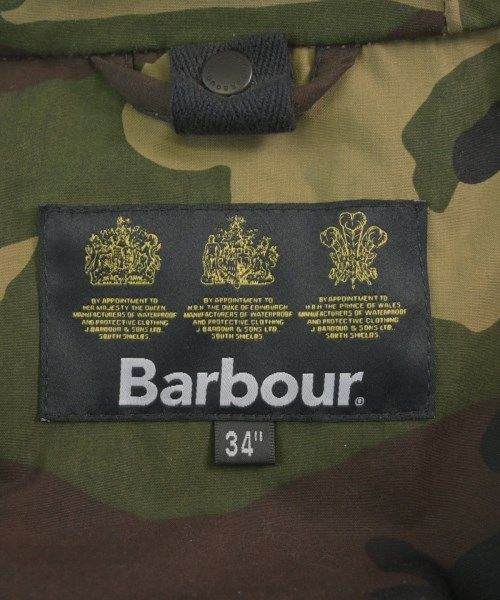 BY APPOINTMENT TO
HER MAJESTY THE QUEEN
MANUFACTURERS OF WATERPROOF
AND PROTECTIVE CLOTHING
J. BARBOUR & SONS LTD.
SOUTH SHIELDS.
BY APPOINTMENT TO
H.R.H. THE DUKE OF EDINBURGH
MANUFACTURERS OF WATERPROOF
AND PROTECTIVE CLOTHING
J. BARBOUR & SONS LTD.
SOUTH SHIELDS.
BY APPOINTMENT TO
H.R.H. THE PRINCE OF WALES
MANUFACTURERS OF WATERPROOF
AND PROTECTIVE CLOTHING
J. BARBOUR & SONS LTD.
SOUTH SHIELDS.
Barbour®
34"